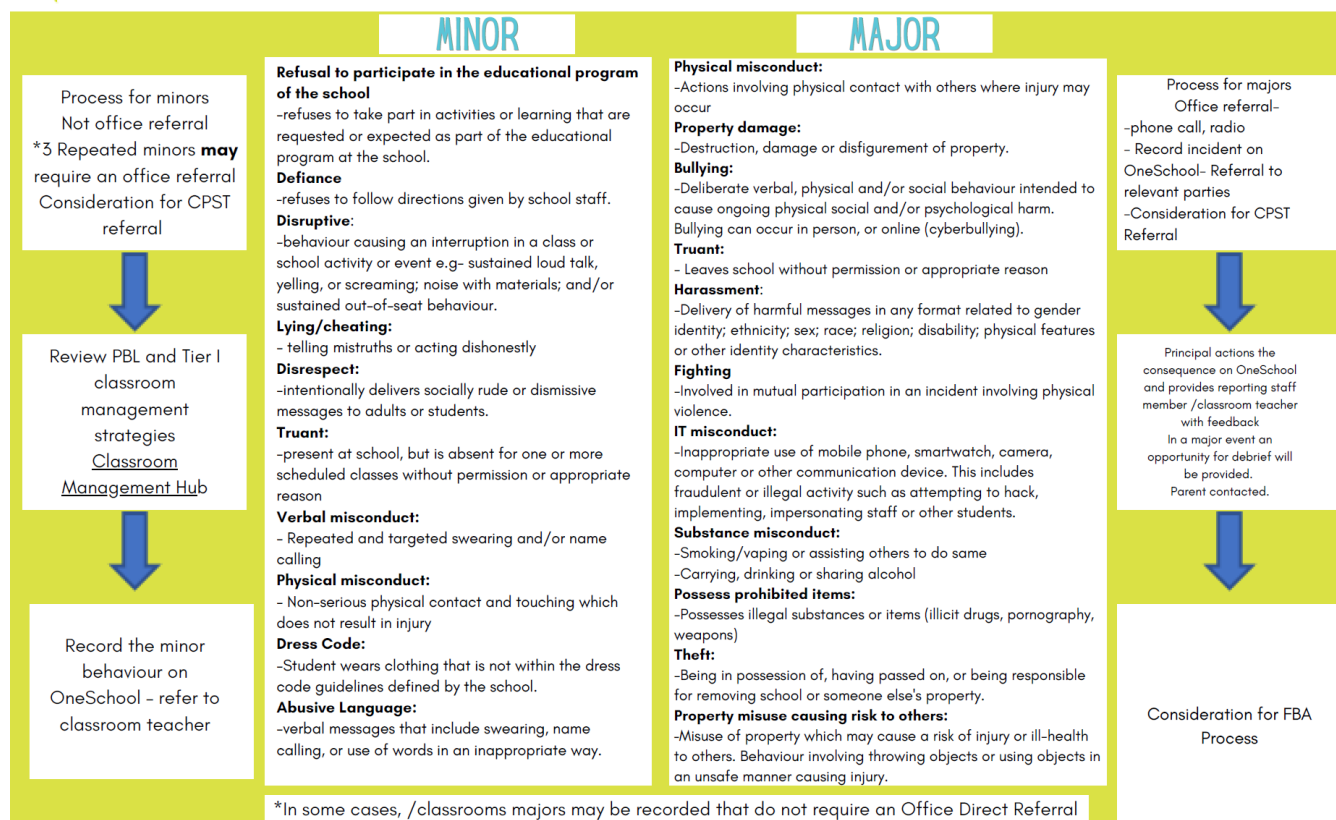 MINOR
MAJOR
Process for minors
Not office referral
*3 Repeated minors may
require an office referral
Consideration for CPST
referral
Review PBL and Tier I
classroom
management
strategies
Classroom
Management Hub
Record the minor
behaviour on
OneSchool - refer to
classroom teacher
Refusal to participate in the educational program
of the school
-refuses to take part in activities or learning that are
requested or expected as part of the educational
program at the school.
Defiance
-refuses to follow directions given by school staff.
Disruptive:
-behaviour causing an interruption in a class or
school activity or event e.g- sustained loud talk,
yelling, or screaming; noise with materials; and/or
sustained out-of-seat behaviour.
Lying/cheating:
- telling mistruths or acting dishonestly
Disrespect:
-intentionally delivers socially rude or dismissive
messages to adults or students.
Truant:
-present at school, but is absent for one or more
scheduled classes without permission or appropriate
reason
Verbal misconduct:
- Repeated and targeted swearing and/or name
calling
Physical misconduct:
- Non-serious physical contact and touching which
does not result in injury
Dress Code:
-Student wears clothing that is not within the dress
code guidelines defined by the school.
Abusive Language:
-verbal messages that include swearing, name
calling, or use of words in an inappropriate way.
Physical misconduct:
-Actions involving physical contact with others where injury may
occur
Property damage:
-Destruction, damage or disfigurement of property.
Bullying:
-Deliberate verbal, physical and/or social behaviour intended to
cause ongoing physical social and/or psychological harm.
Bullying can occur in person, or online (cyberbullying).
Truant:
- Leaves school without permission or appropriate reason
Harassment:
-Delivery of harmful messages in any format related to gender
identity; ethnicity; sex; race; religion; disability; physical features
or other identity characteristics.
Fighting
-Involved in mutual participation in an incident involving physical
violence.
IT misconduct:
-Inappropriate use of mobile phone, smartwatch, camera,
computer or other communication device. This includes
fraudulent or illegal activity such as attempting to hack,
implementing, impersonating staff or other students.
Substance misconduct:
-Smoking/vaping or assisting others to do same
-Carrying, drinking or sharing alcohol
Possess prohibited items:
-Possesses illegal substances or items (illicit drugs, pornography,
weapons)
Theft:
-Being in possession of, having passed on, or being responsible
for removing school or someone else's property.
Property misuse causing risk to others:
-Misuse of property which may cause a risk of injury or ill-health
to others. Behaviour involving throwing objects or using objects in
an unsafe manner causing injury.
Process for majors
Office referral-
-phone call, radio
- Record incident on
OneSchool- Referral to
relevant parties
-Consideration for CPST
Referral
Principal actions the
consequence on OneSchool
and provides reporting staff
member /classroom teacher
with feedback
In a major event an
opportunity for debrief will
be provided.
Parent contacted.
Consideration for FBA
Process
*In some cases, /classrooms majors may be recorded that do not require an Office Direct Referral